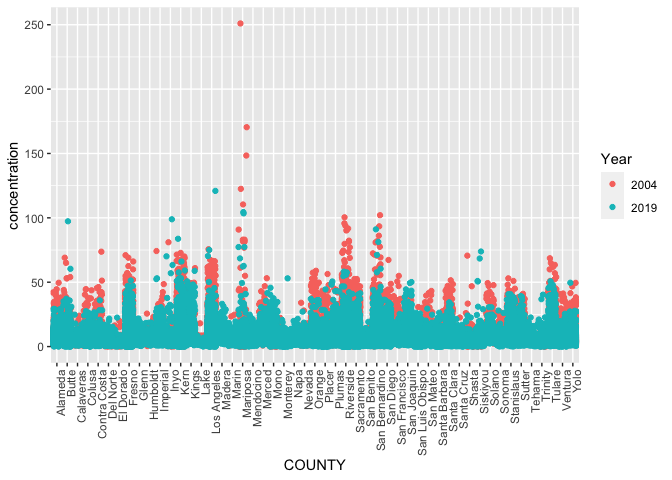 250
200
150
100
50
0
concentration
Alameda
Butte
Calaveras
Colusa
Contra Costa
Del Norte
El Dorado
Fresno
Glenn
Humboldt
Imperial
Inyo
Kern
Kings
Lake
Los Angeles
Madera
Marin
Mariposa
Mendocino
Merced
Mono
Monterey
Napa
Nevada
Orange
Placer
Plumas
Riverside
Sacramento
San Benito
San Bernardino
San Diego
San Francisco
San Joaquin
San Luis Obispo
San Mateo
Santa Barbara
Santa Clara
Santa Cruz
Shasta
Siskiyou
Solano
Sonoma
Stanislaus
Sutter
Tehama
Trinity
Tulare
Ventura
Yolo
COUNTY
Year
2004
2019